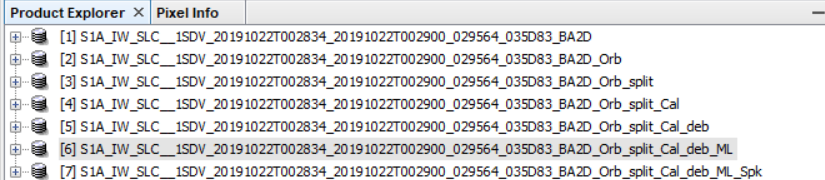 Product Explorer × Pixel Info
[1] S1A_IW_SLC__1SDV_20191022T002834_20191022T002900_029564_035D83_BA2D
[2] S1A_IW_SLC__1SDV_20191022T002834_20191022T002900_029564_035D83_BA2D_Orb
[3] S1A_IW_SLC__1SDV_20191022T002834_20191022T002900_029564_035D83_BA2D_Orb_split
[4] S1A_IW_SLC__1SDV_20191022T002834_20191022T002900_029564_035D83_BA2D_Orb_split_Cal
[5] S1A_IW_SLC__1SDV_20191022T002834_20191022T002900_029564_035D83_BA2D_Orb_split_Cal_deb
[6] S1A_IW_SLC__1SDV_20191022T002834_20191022T002900_029564_035D83_BA2D_Orb_split_Cal_deb_ML
[7] S1A_IW_SLC__1SDV_20191022T002834_20191022T002900_029564_035D83_BA2D_Orb_split_Cal_deb_ML_Spk